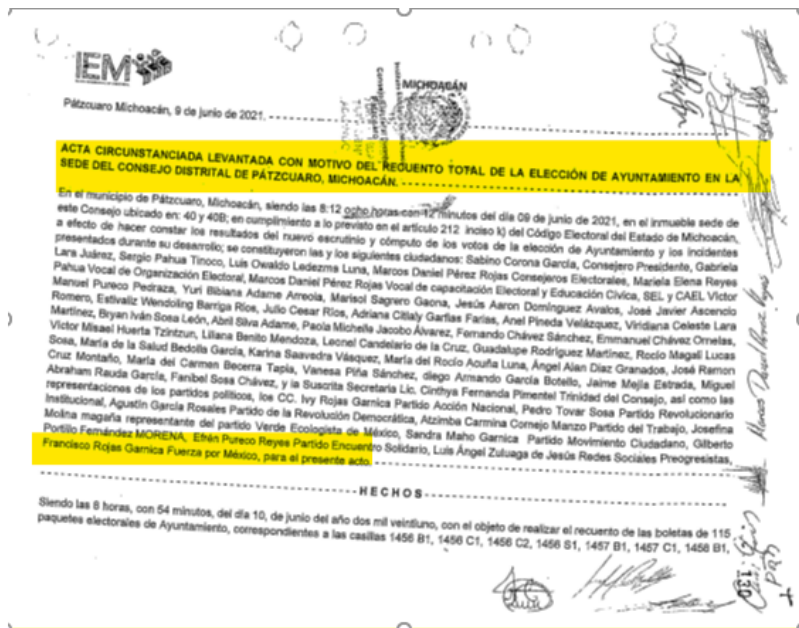 IEM
MICHOACÁN
Pátzcuaro Michoacán, 9 de junio de 2021.
ACTA CIRCUNSTANCIADA LEVANTADA CON MOTIVO DEL RECUENTO TOTAL DE LA ELECCIÓN DE AYUNTAMIENTO EN LA
SEDE DEL CONSEJO DISTRITAL DE PÁTZCUARO, MICHOACÁN.
En el municipio de Pátzcuaro, Michoacán, siendo las 8:12 ocho horas con 12 minutos del día 09 de junio de 2021, en el inmueble sede de
este Consejo ubicado en: 40 y 40B; en cumplimiento a lo previsto en el artículo 212 inciso k) del Código Electoral del Estado de Michoacán,
a efecto de hacer constar los resultados del nuevo escrutinio y cómputo de los votos de la elección de Ayuntamiento y los incidentes
presentados durante su desarrollo; se constituyeron las y los siguientes ciudadanos: Sabino Corona García, Consejero Presidente, Gabriela
Lara Juárez, Sergio Pahua Tinoco, Luis Owaldo Ledezma Luna, Marcos Daniel Pérez Rojas Consejeros Electorales, Mariela Elena Reyes
Pahua Vocal de Organización Electoral, Marcos Daniel Pérez Rojas Vocal de capacitación Electoral y Educación Cívica, SEL y CAEL Víctor
Manuel Pureco Pedraza, Yuri Bibiana Adame Arreola, Marisol Sagrero Gaona, Jesús Aaron Domínguez Avalos, José Javier Ascencio
Romero, Estivaliz Wendoling Barriga Ríos, Julio Cesar Ríos, Adriana Citlaly Garfias Farías, Anel Pineda Velázquez, Viridiana Celeste Lara
Martínez, Bryan Iván Sosa León, Abril Silva Adame, Paola Michelle Jacobo Álvarez, Fernando Chávez Sánchez, Emmanuel Chávez Ornelas,
Víctor Misael Huerta Tzintzun, Liliana Benito Mendoza, Leonel Candelario de la Cruz, Guadalupe Rodríguez Martínez, Rocío Magali Lucas
Sosa, María de la Salud Bedolla García, Karina Saavedra Vásquez, María del Rocío Acuña Luna, Ángel Alan Díaz Granados, José Ramon
Cruz Montaño, María del Carmen Becerra Tapia, Vanesa Piña Sánchez, diego Armando García Botello, Jaime Mejía Estrada, Miguel
Abraham Rauda García, Fanibel Sosa Chávez, y la Suscrita Secretaria Lic. Cinthya Fernanda Pimentel Trinidad del Consejo, así como las
representaciones de los partidos políticos, los CC. Ivy Rojas Garnica Partido Acción Nacional, Pedro Tovar Sosa Partido Revolucionario
Institucional, Agustín García Rosales Partido de la Revolución Democrática, Atzimba Carmina Cornejo Manzo Partido del Trabajo, Josefina
Molina magaña representante del partido Verde Ecologista de México, Sandra Maho Garnica Partido Movimiento Ciudadano, Gilberto
Portillo Fernández MORENA, Efrén Pureco Reyes Partido Encuentro Solidario, Luis Ángel Zuluaga de Jesús Redes Sociales Preogresistas,
Francisco Rojas Garnica Fuerza por México, para el presente acto.
HECHOS
Siendo las 8 horas, con 54 minutos, del día 10, de junio del año dos mil veintiuno, con el objeto de realizar el recuento de las boletas de 115
paquetes electorales de Ayuntamiento, correspondientes a las casillas 1456 B1, 1456 C1, 1456 C2, 1456 S1, 1457 B1, 1457 C1, 1458 B1,
Marcos Daniel Pérez Rojas
130